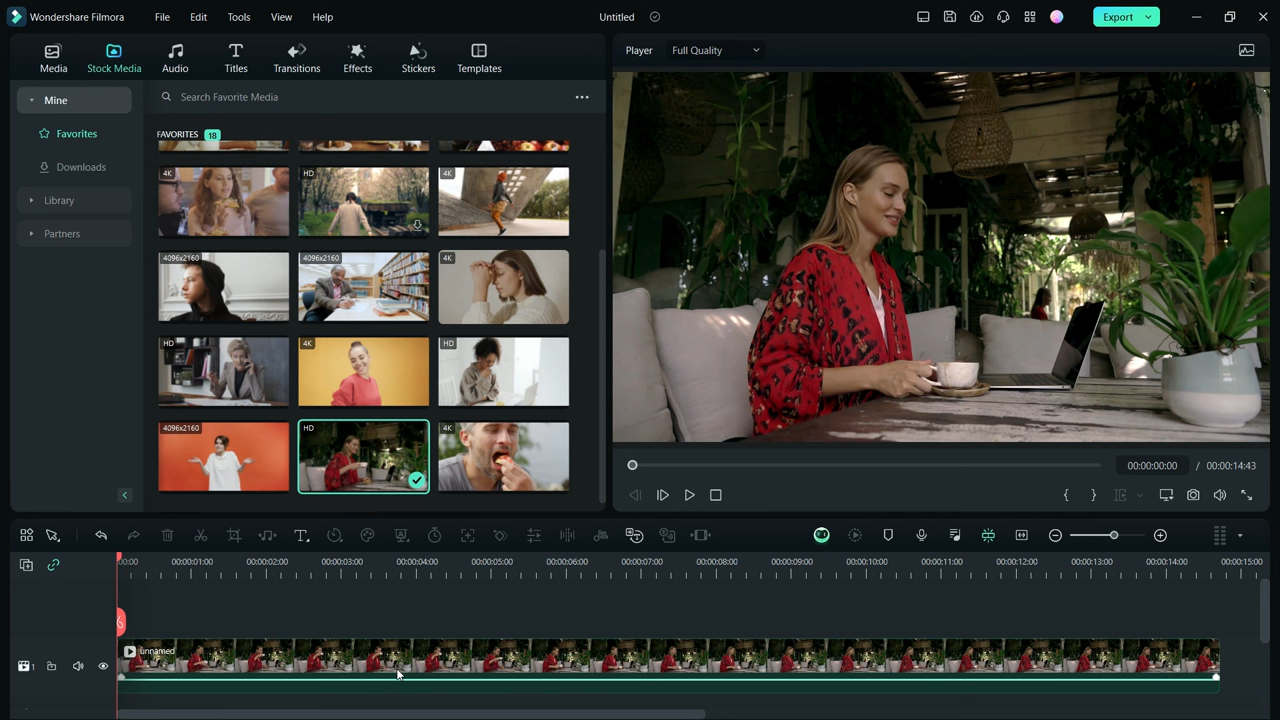 Wondershare Filmora File Edit Tools View Help Untitled Export
Media Stock Media Audio Titles Transitions Effects Stickers Templates
Player Full Quality
Mine
Search Favorite Media
Favorites
FAVORITES 18
Downloads
Library
Partners
4K HD 4K
4096x2160 4096x2160 4K
HD 4K HD
4096x2160 HD 4K
00:00:00:00 / 00:00:14:43
:00:00 00:00:01:00 00:00:02:00 00:00:03:00 00:00:04:00 00:00:05:00 00:00:06:00 00:00:07:00 00:00:08:00 00:00:09:00 00:00:10:00 00:00:11:00 00:00:12:00 00:00:13:00 00:00:14:00 00:00:15:00
unnamed
1